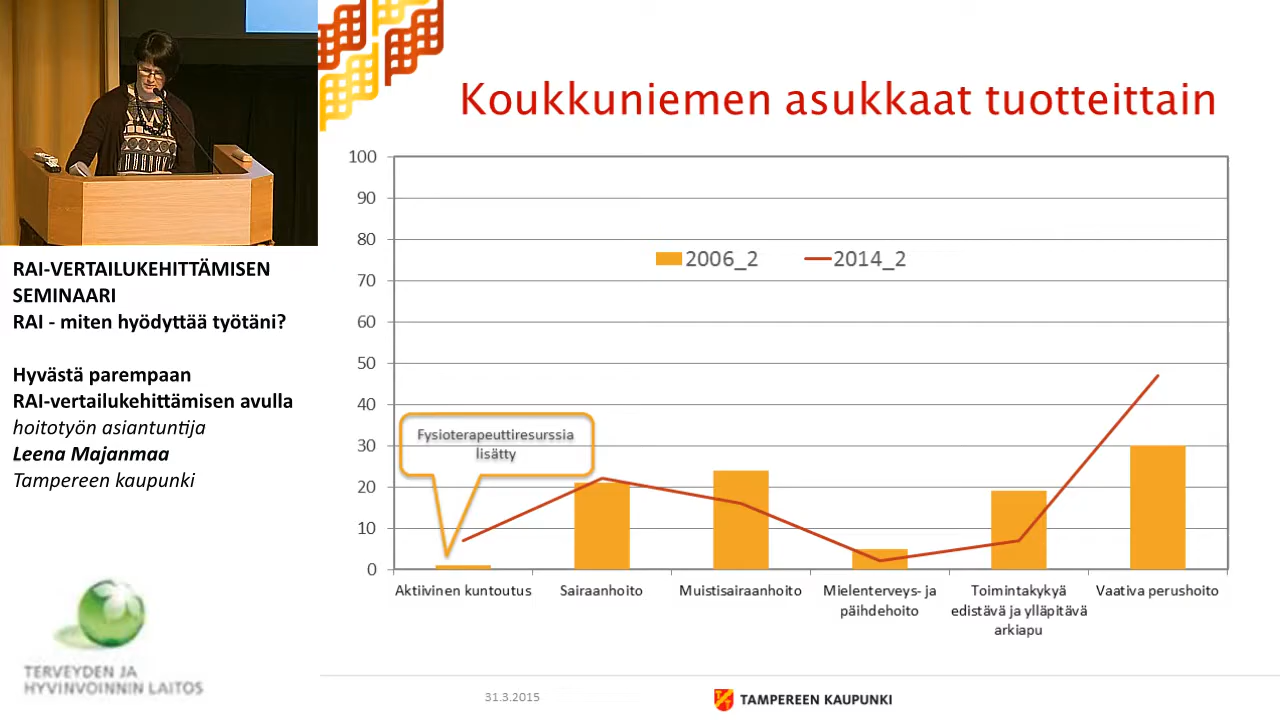 RAI-VERTAILUKEHITTÄMISEN
SEMINAARI
RAI - miten hyödyttää työtäni?
Hyvästä parempaan
RAI-vertailukehittämisen avulla
hoitotyön asiantuntija
Leena Majanmaa
Tampereen kaupunki
TERVEYDEN JA
HYVINVOINNIN LAITOS
Koukkuniemen asukkaat tuotteittain
100
90
80
70
60
50
40
30
20
10
0
2006_2 2014_2
Fysioterapeuttiresurssia
lisätty
Aktiivinen kuntoutus
Sairaanhoito
Muistisairaanhoito
Mielenterveys- ja
päihdehoito
Toimintakykyä
edistävä ja ylläpitävä
arkiapu
Vaativa perushoito
31.3.2015
TAMPEREEN KAUPUNKI